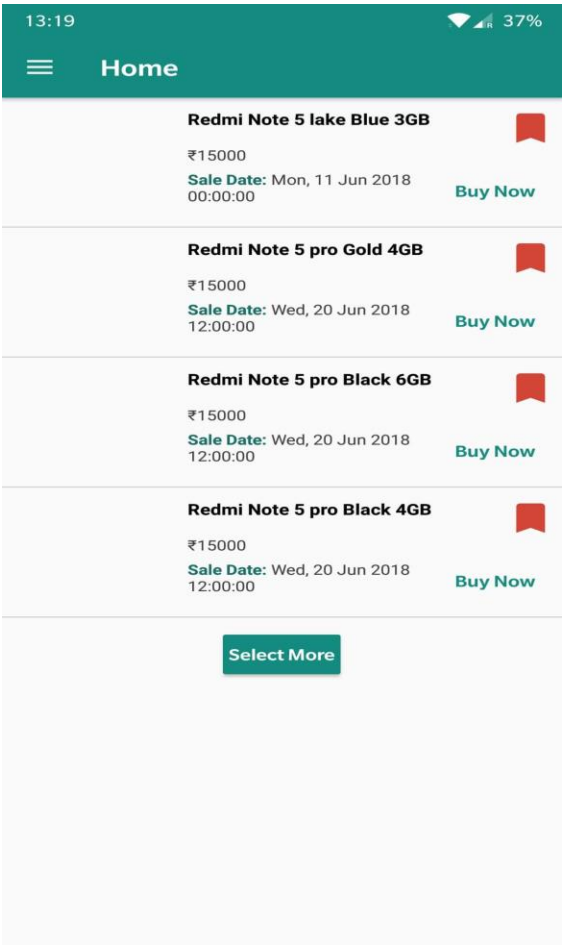 13:19
R 37%
Home
Redmi Note 5 lake Blue 3GB
₹15000
Sale Date: Mon, 11 Jun 2018
00:00:00
Buy Now
Redmi Note 5 pro Gold 4GB
₹15000
Sale Date: Wed, 20 Jun 2018
12:00:00
Buy Now
Redmi Note 5 pro Black 6GB
₹15000
Sale Date: Wed, 20 Jun 2018
12:00:00
Buy Now
Redmi Note 5 pro Black 4GB
₹15000
Sale Date: Wed, 20 Jun 2018
12:00:00
Buy Now
Select More